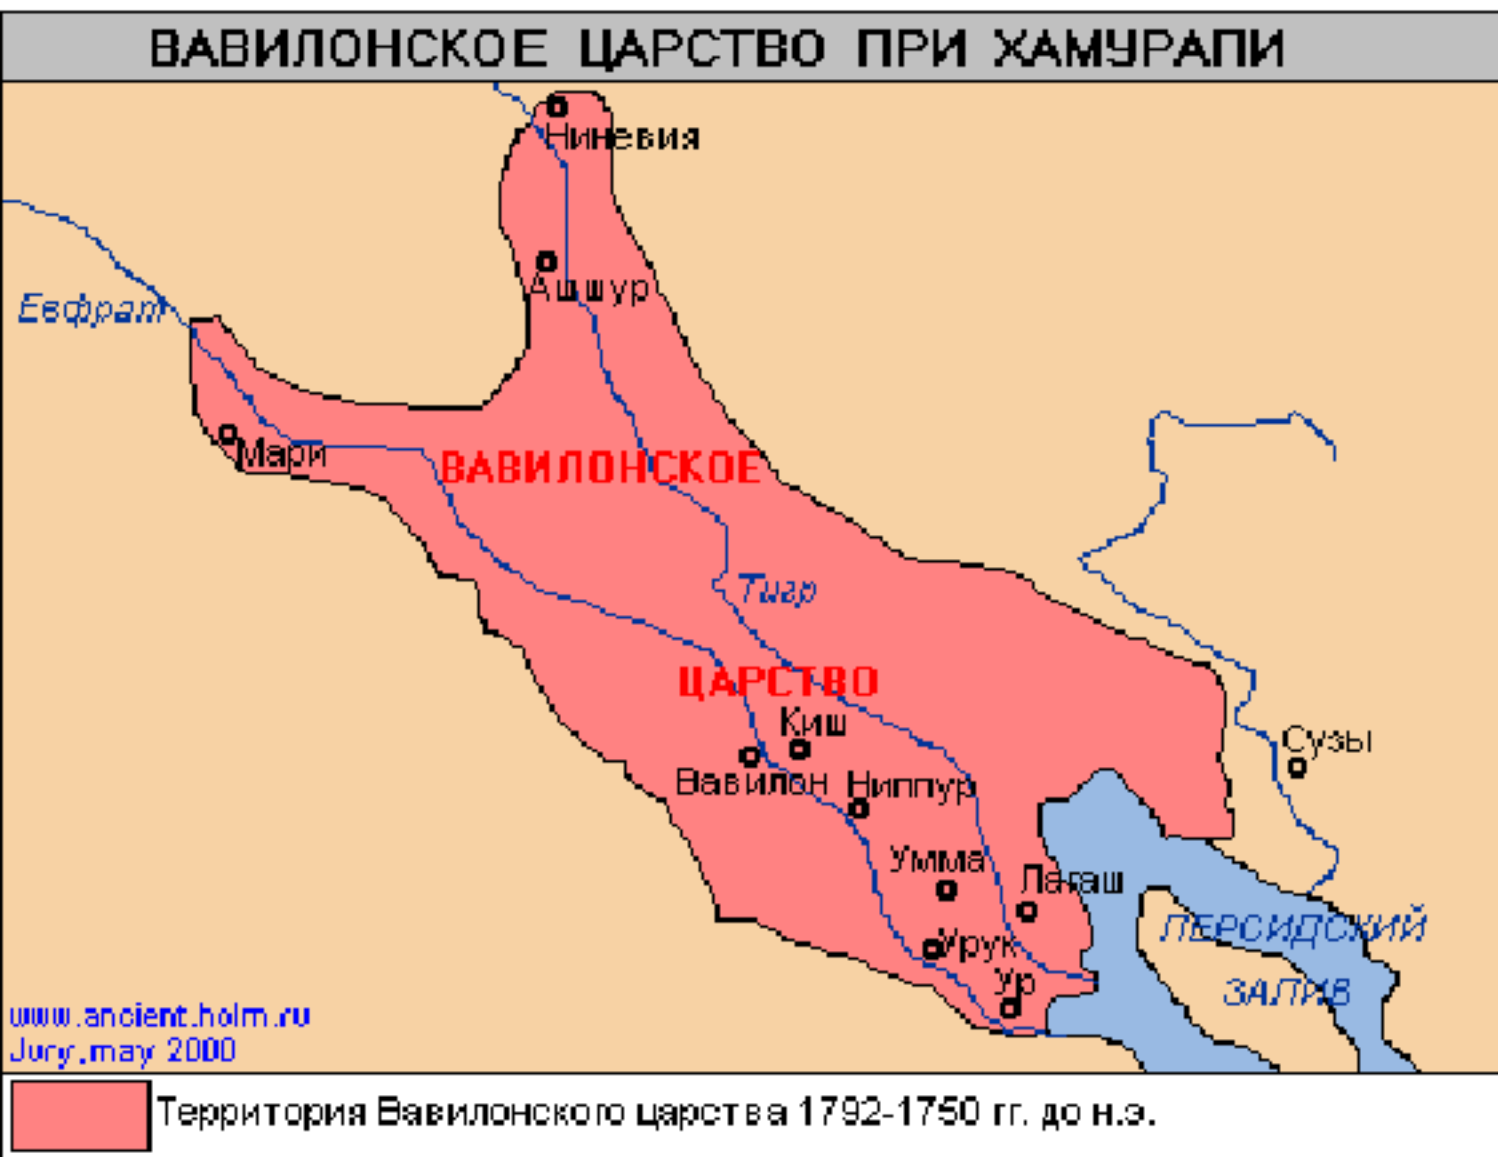 ВАВИЛОНСКОЕ ЦАРСТВО ПРИ ХАМУРАПИ
Ниневия
Ашшур
Евфрат
Мари
ВАВИЛОНСКОЕ
Тигр
ЦАРСТВО
Киш
Сузы
Вавилон
Ниппур
Умма
Лагаш
ПЕРСИДСКИЙ
Урук
Ур
ЗАЛИВ
www.ancient.holm.ru
Jury,may 2000
Территория Вавилонского царства 1792-1750 гг. до н.э.